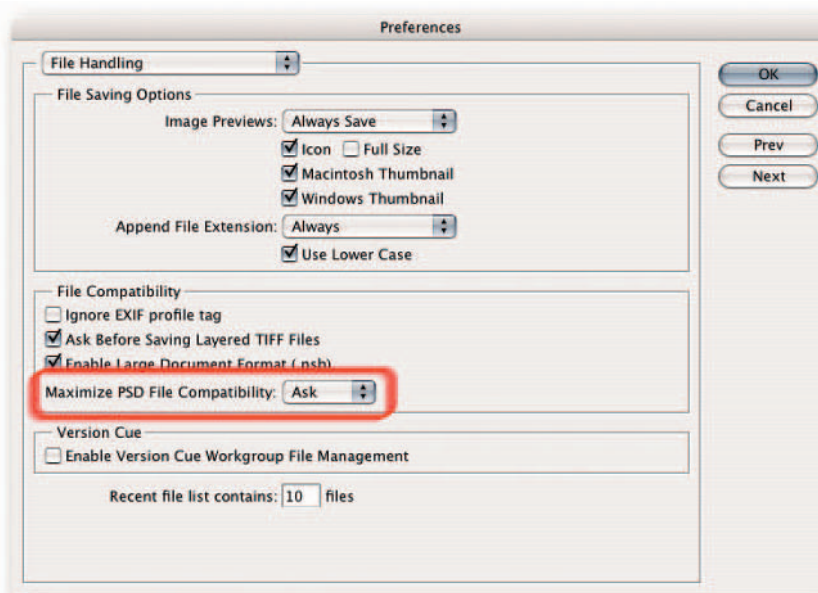 Preferences
File Handling
OK
Cancel
Prev
Next
File Saving Options
Image Previews: Always Save
Icon Full Size
Macintosh Thumbnail
Windows Thumbnail
Append File Extension: Always
Use Lower Case
File Compatibility
Ignore EXIF profile tag
Ask Before Saving Layered TIFF Files
Enable Large Document Format (.psb)
Maximize PSD File Compatibility: Ask
Version Cue
Enable Version Cue Workgroup File Management
Recent file list contains: 10 files